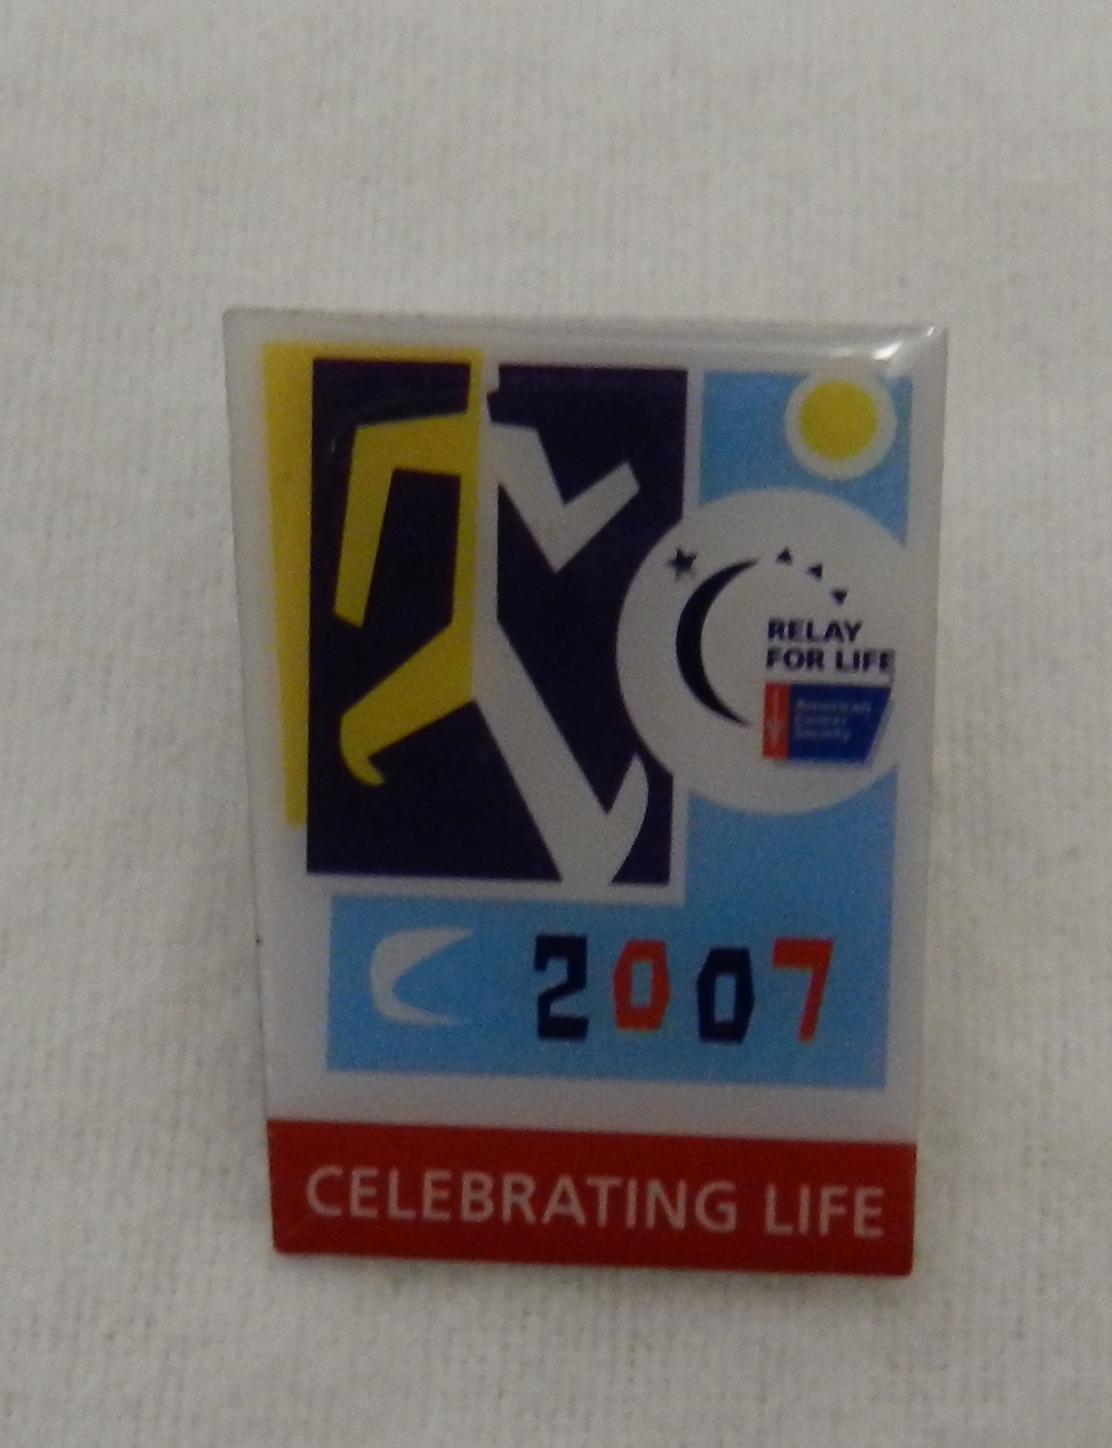 RELAY
FOR LIFE
American
Cancer
Society
2007
CELEBRATING LIFE